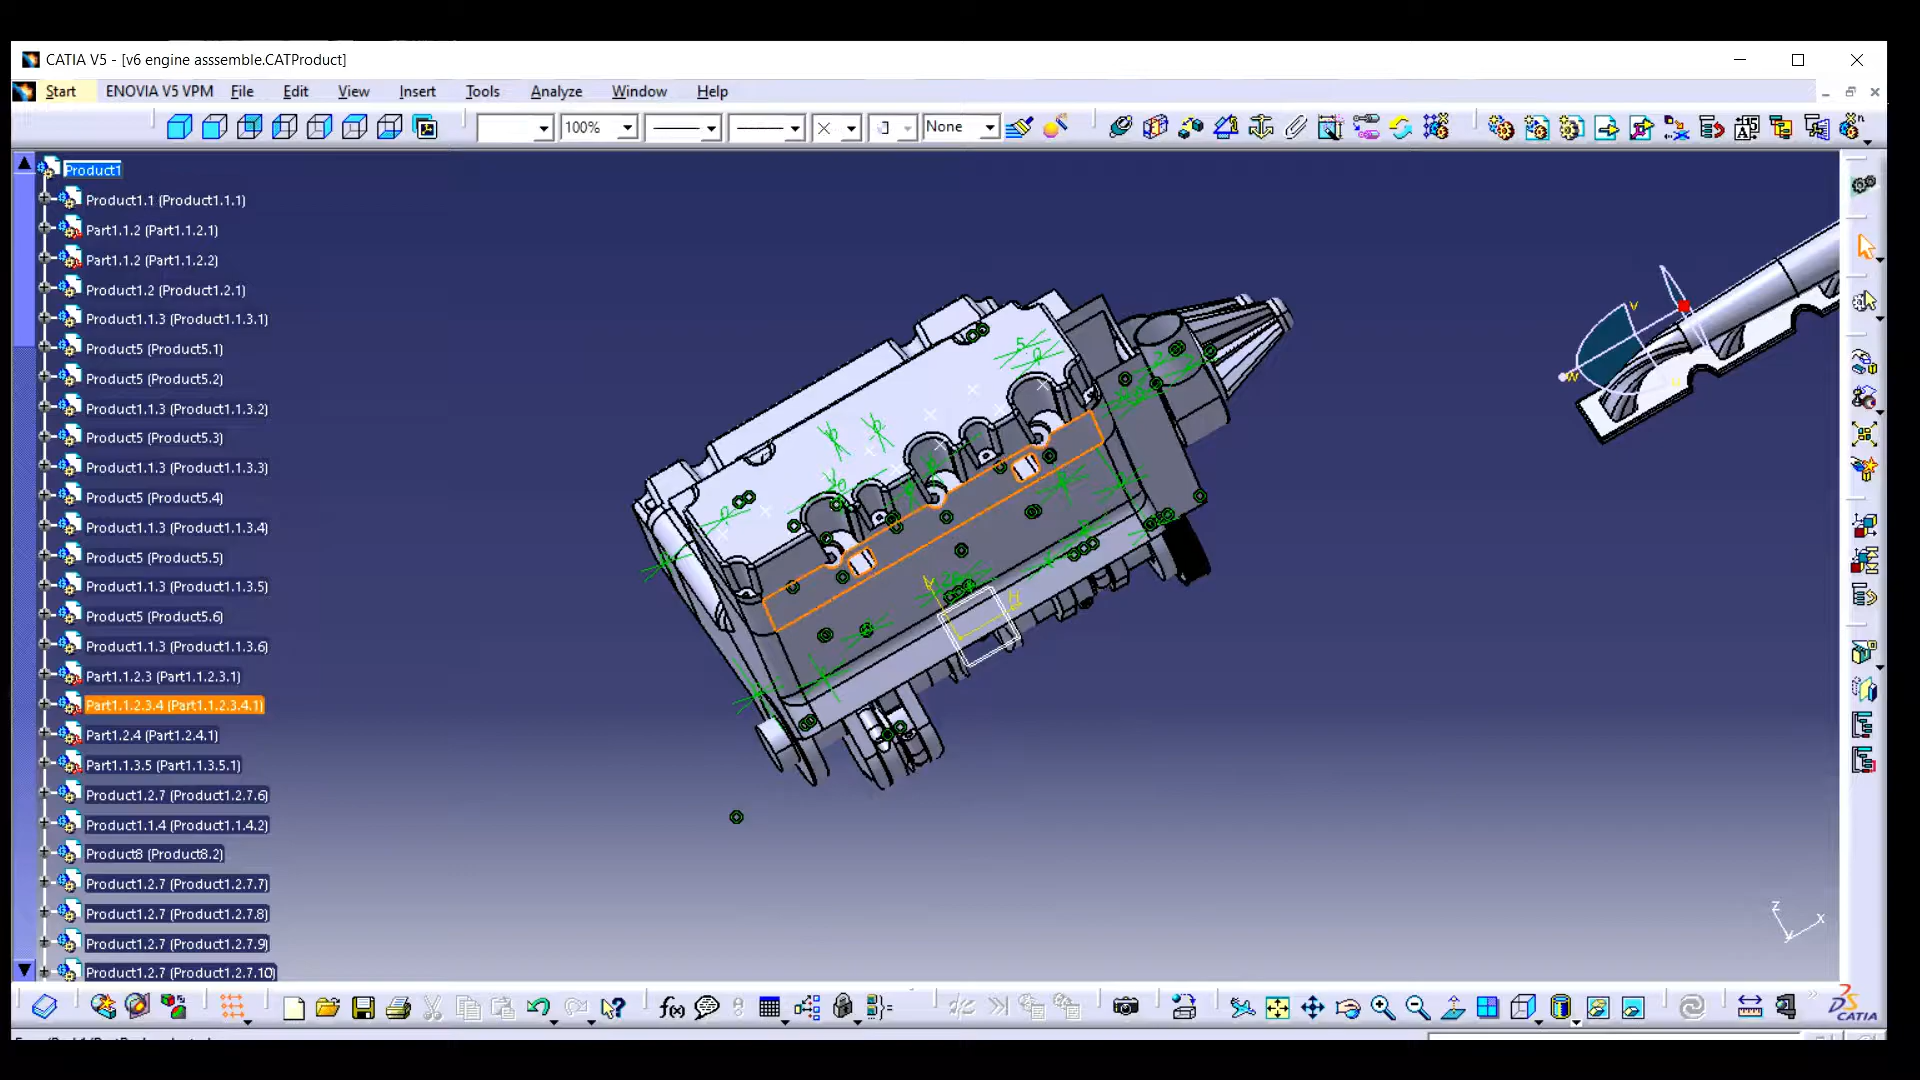 CATIA V5 - [v6 engine asssemble.CATProduct]
Start ENOVIA V5 VPM File Edit View Insert Tools Analyze Window Help
100% None
Product1
Product1.1 (Product1.1.1)
Part1.1.2 (Part1.1.2.1)
Part1.1.2 (Part1.1.2.2)
Product1.2 (Product1.2.1)
Product1.1.3 (Product1.1.3.1)
Product5 (Product5.1)
Product5 (Product5.2)
Product1.1.3 (Product1.1.3.2)
Product5 (Product5.3)
Product1.1.3 (Product1.1.3.3)
Product5 (Product5.4)
Product1.1.3 (Product1.1.3.4)
Product5 (Product5.5)
Product1.1.3 (Product1.1.3.5)
Product5 (Product5.6)
Product1.1.3 (Product1.1.3.6)
Part1.1.2.3 (Part1.1.2.3.1)
Part1.1.2.3.4 (Part1.1.2.3.4.1)
Part1.2.4 (Part1.2.4.1)
Part1.1.3.5 (Part1.1.3.5.1)
Product1.2.7 (Product1.2.7.6)
Product1.1.4 (Product1.1.4.2)
Product8 (Product8.2)
Product1.2.7 (Product1.2.7.7)
Product1.2.7 (Product1.2.7.8)
Product1.2.7 (Product1.2.7.9)
Product1.2.7 (Product1.2.7.10)
V
W
H
z
x
y
f(x)
CATIA